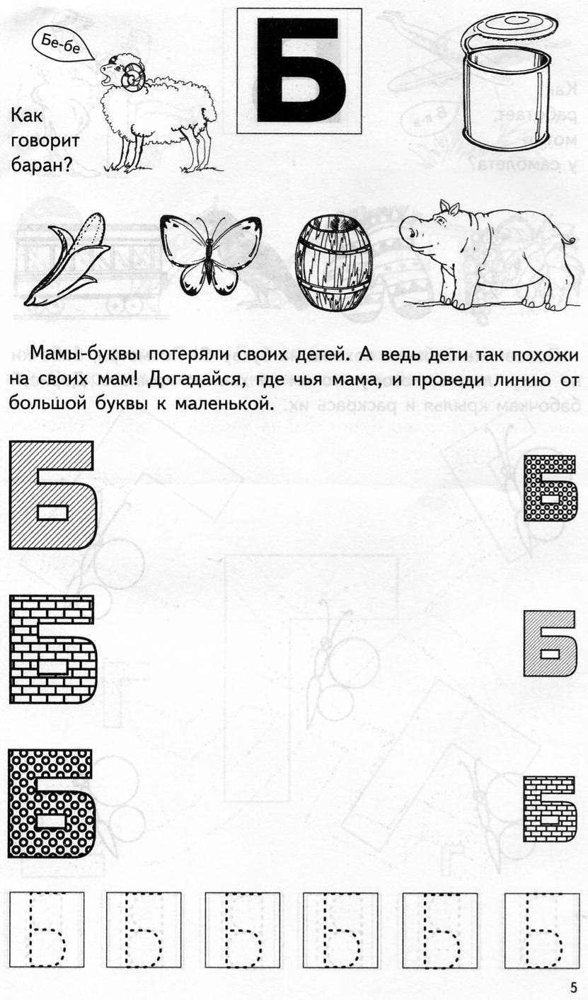 Бе-бе
Б
Как
говорит
баран?
Мамы-буквы потеряли своих детей. А ведь дети так похожи
на своих мам! Догадайся, где чья мама, и проведи линию от
большой буквы к маленькой.
Б Б
Б Б
Б Б
Б Б Б Б Б Б
5